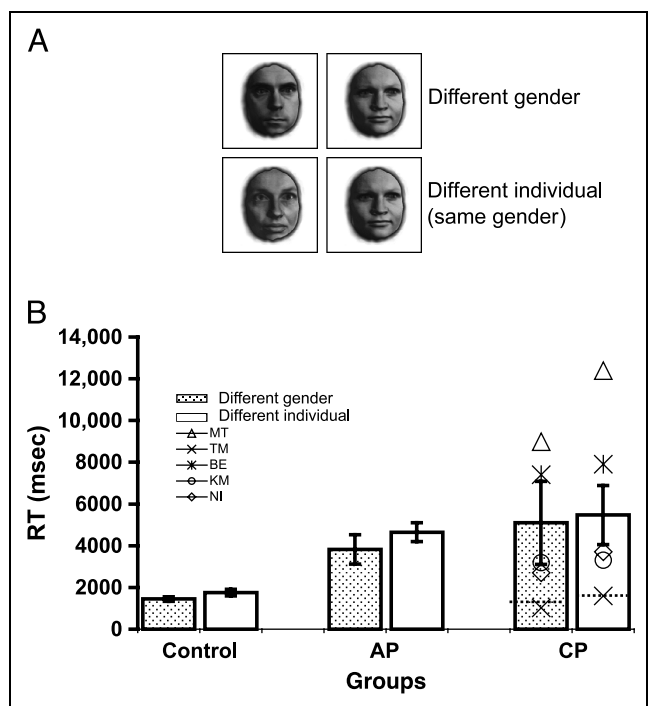 A
Different gender
Different individual
(same gender)
B
14,000
12,000
10,000
8000
6000
4000
2000
0
RT (msec)
Different gender
Different individual
MT
TM
BE
KM
NI
Control
AP
CP
Groups